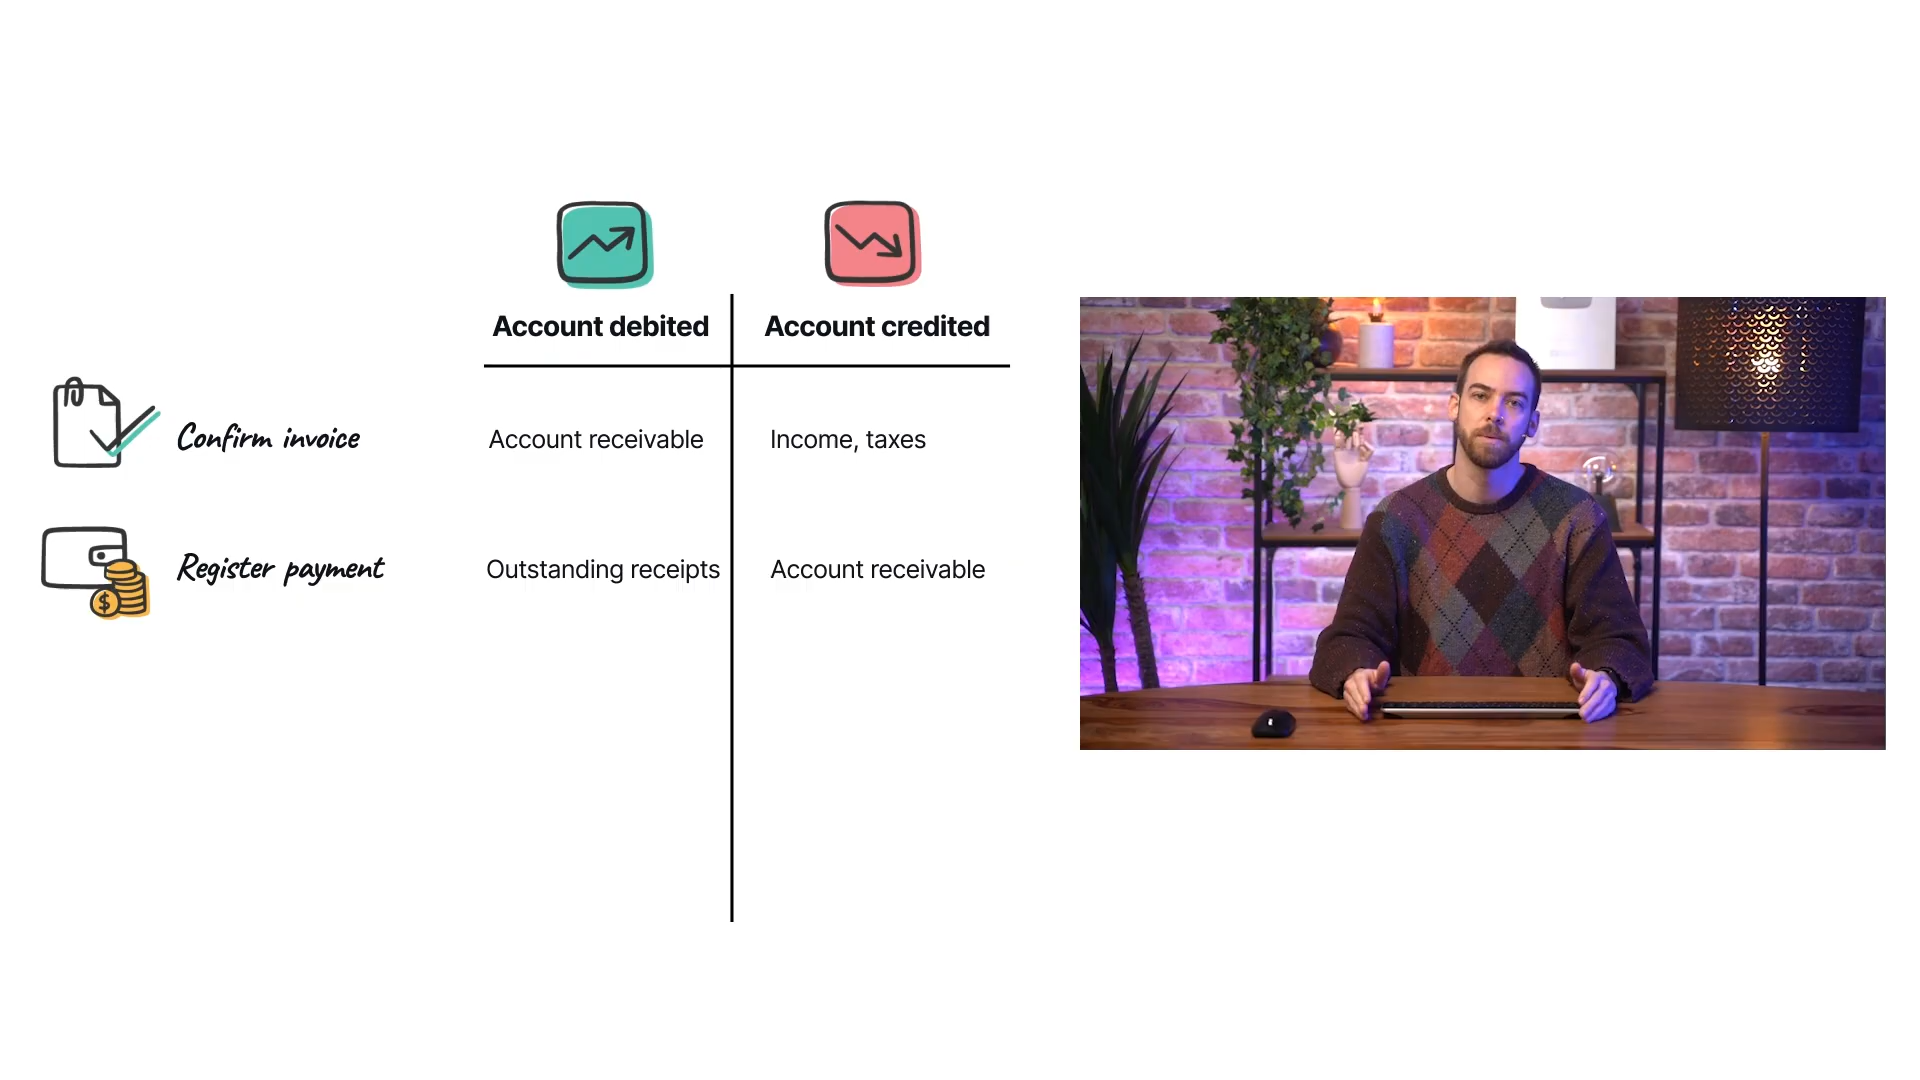 Account debited
Account credited
Confirm invoice
Account receivable
Income, taxes
Register payment
Outstanding receipts
Account receivable
$